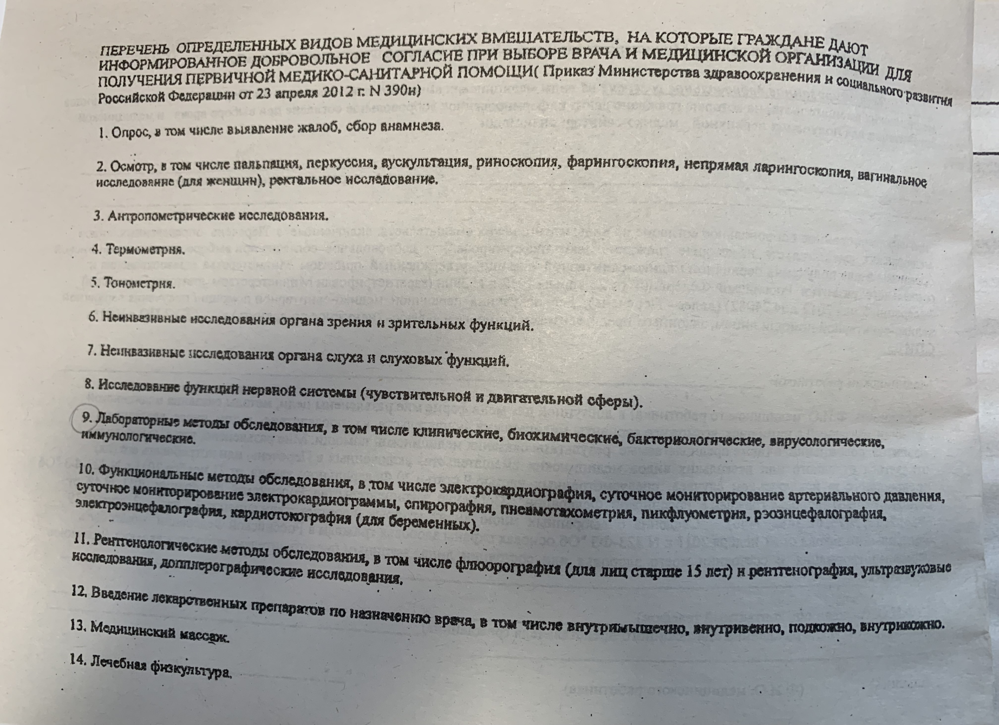 ПЕРЕЧЕНЬ ОПРЕДЕЛЕННЫХ ВИДОВ МЕДИЦИНСКИХ ВМЕШАТЕЛЬСТВ, НА КОТОРЫЕ ГРАЖДАНЕ ДАЮТ
ИНФОРМИРОВАННОЕ ДОБРОВОЛЬНОЕ СОГЛАСИЕ ПРИ ВЫБОРЕ ВРАЧА И МЕДИЦИНСКОЙ ОРГАНИЗАЦИИ ДЛЯ
ПОЛУЧЕНИЯ ПЕРВИЧНОЙ МЕДИКО-САНИТАРНОЙ ПОМОЩИ( Приказ Министерства здравоохранения и социального развития
Российской Федерации от 23 апреля 2012 г. N 390н)
1. Опрос, в том числе выявление жалоб, сбор анамнеза.
2. Осмотр, в том числе пальпация, перкуссия, аускультация, риноскопия, фарингоскопия, непрямая ларингоскопия, вагинальное
исследование (для женщин), ректальное исследование.
3. Антропометрические исследования.
4. Термометрия.
5. Тонометрия.
6. Неинвазивные исследования органа зрения и зрительных функций.
7. Неинвазивные исследования органа слуха и слуховых функций.
8. Исследование функций нервной системы (чувствительной и двигательной сферы).
9. Лабораторные методы обследования, в том числе клинические, биохимические, бактериологические, вирусологические,
иммунологические.
10. Функциональные методы обследования, в том числе электрокардиография, суточное мониторирование артериального давления,
суточное мониторирование электрокардиограммы, спирография, пневмотахометрия, пикфлуометрия, рэоэнцефалография,
электроэнцефалография, кардиотокография (для беременных).
11. Рентгенологические методы обследования, в том числе флюорография (для лиц старше 15 лет) и рентгенография, ультразвуковые
исследования, допплерографические исследования.
12. Введение лекарственных препаратов по назначению врача, в том числе внутримышечно, внутривенно, подкожно, внутрикожно.
13. Медицинский массаж.
14. Лечебная физкультура.